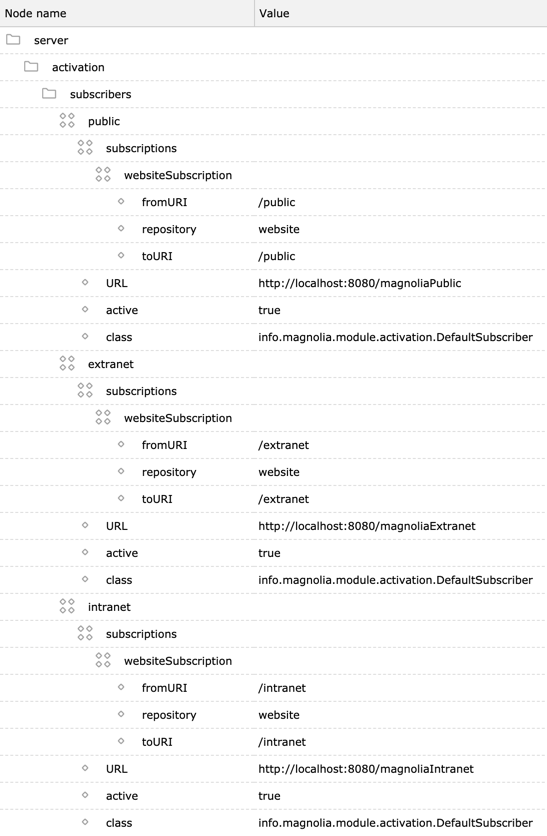 Node name Value
server
activation
subscribers
public
subscriptions
websiteSubscription
fromURI /public
repository website
toURI /public
URL http://localhost:8080/magnoliaPublic
active true
class info.magnolia.module.activation.DefaultSubscriber
extranet
subscriptions
websiteSubscription
fromURI /extranet
repository website
toURI /extranet
URL http://localhost:8080/magnoliaExtranet
active true
class info.magnolia.module.activation.DefaultSubscriber
intranet
subscriptions
websiteSubscription
fromURI /intranet
repository website
toURI /intranet
URL http://localhost:8080/magnoliaIntranet
active true
class info.magnolia.module.activation.DefaultSubscriber